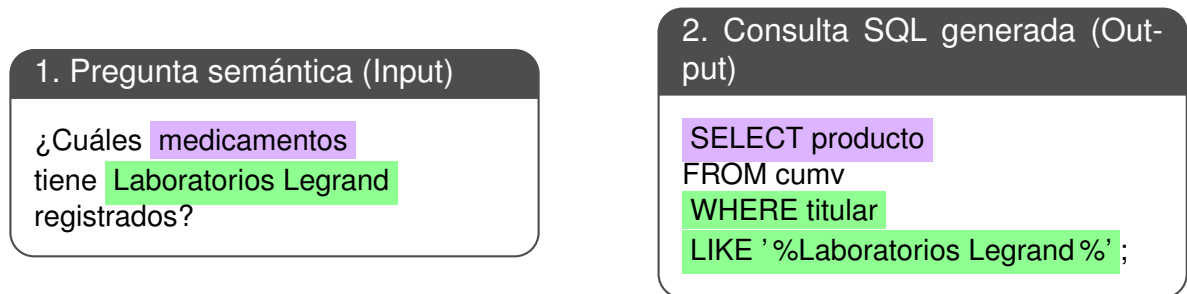 1. Pregunta semántica (Input)
¿Cuáles medicamentos
tiene Laboratorios Legrand
registrados?
2. Consulta SQL generada (Out-
put)
SELECT producto
FROM cumv
WHERE titular
LIKE '%Laboratorios Legrand%' ;